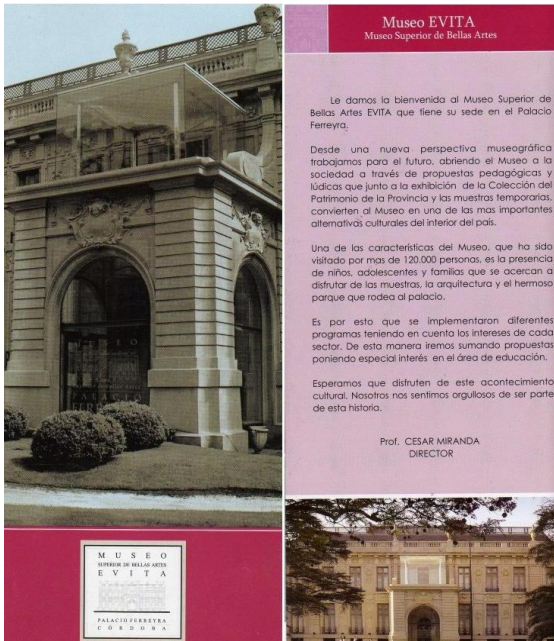 MUSEO
SUPERIOR DE BELLAS ARTES
EVITA
PALACIO FERREYRA
CÓRDOBA
Museo EVITA
Museo Superior de Bellas Artes
Le damos la bienvenida al Museo Superior de
Bellas Artes EVITA que tiene su sede en el Palacio
Ferreyra.
Desde una nueva perspectiva museográfica
trabajamos para el futuro, abriendo el Museo a la
sociedad a través de propuestas pedagógicas y
lúdicas que junto a la exhibición de la Colección del
Patrimonio de la Provincia y las muestras temporarias,
convierten al Museo en una de las mas importantes
alternativas culturales del interior del país.
Una de las características del Museo, que ha sido
visitado por mas de 120.000 personas, es la presencia
de niños, adolescentes y familias que se acercan a
disfrutar de las muestras, la arquitectura y el hermoso
parque que rodea al palacio.
Es por esto que se implementaron diferentes
programas teniendo en cuenta los intereses de cada
sector. De esta manera iremos sumando propuestas
poniendo especial interés en el área de educación.
Esperamos que disfruten de este acontecimiento
cultural. Nosotros nos sentimos orgullosos de ser parte
de esta historia.
Prof. CESAR MIRANDA
DIRECTOR